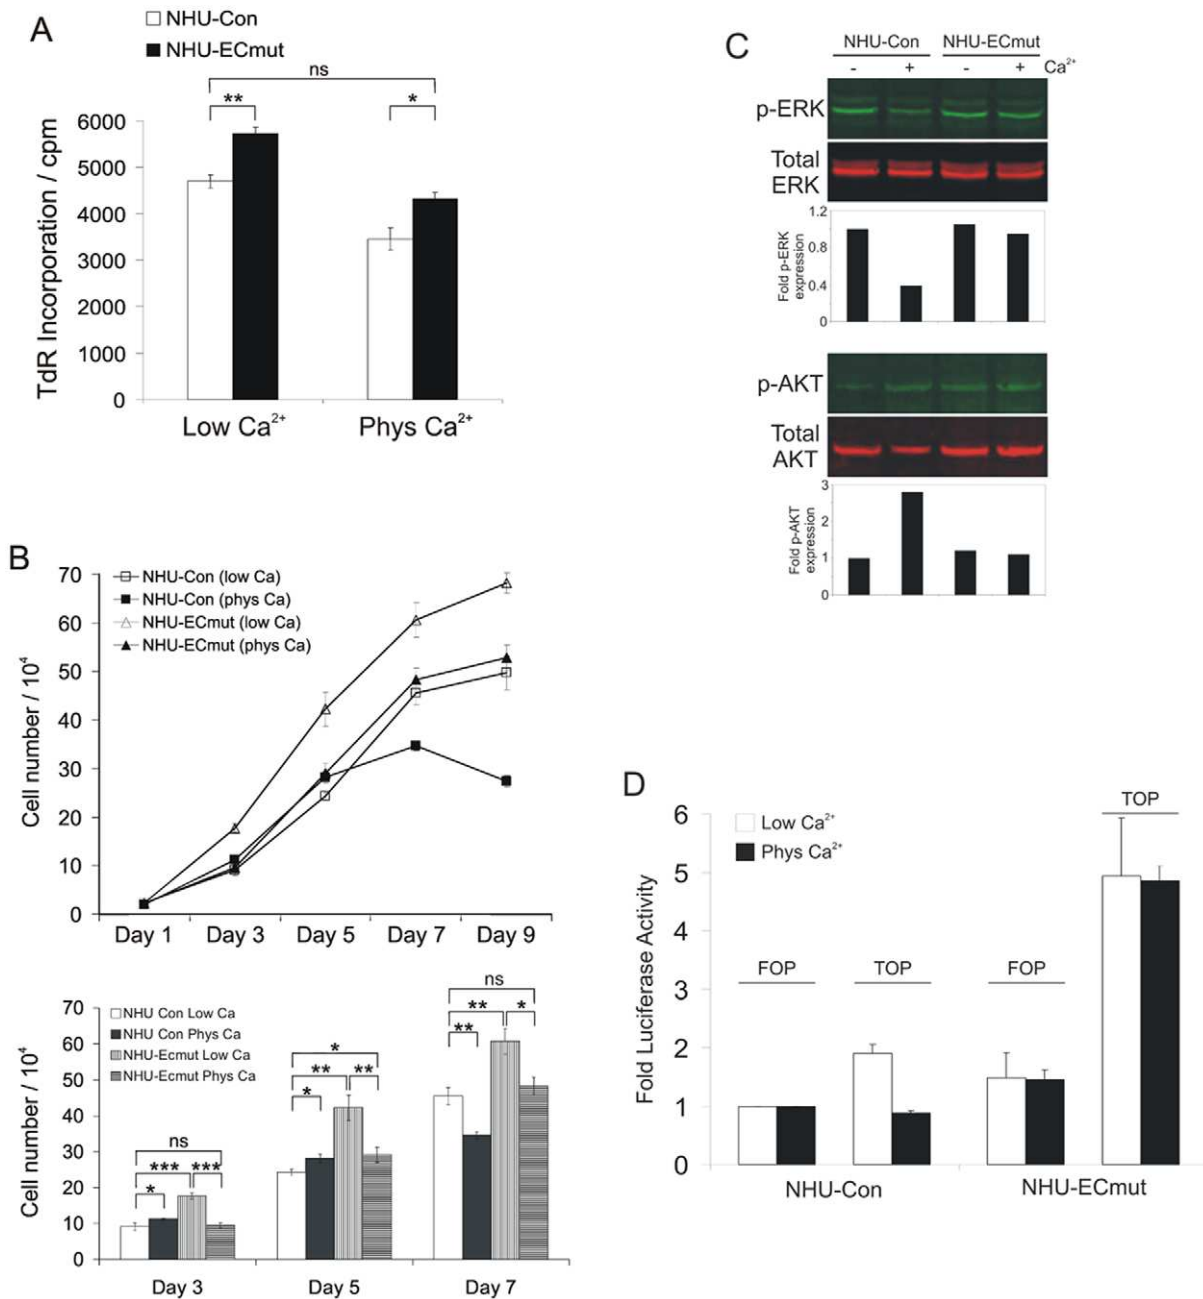 A
NHU-Con
NHU-ECmut
ns
** *
TdR Incorporation / cpm
6000
5000
4000
3000
2000
1000
0
Low Ca²⁺ Phys Ca²⁺
B
NHU-Con (low Ca)
NHU-Con (phys Ca)
NHU-ECmut (low Ca)
NHU-ECmut (phys Ca)
Cell number / 10⁴
70
60
50
40
30
20
10
0
Day 1 Day 3 Day 5 Day 7 Day 9
NHU Con Low Ca
NHU Con Phys Ca
NHU-Ecmut Low Ca
NHU-Ecmut Phys Ca
Cell number / 10⁴
70
60
50
40
30
20
10
0
ns
*** ***
*
*
** **
*
ns
** *
**
Day 3 Day 5 Day 7
C
NHU-Con NHU-ECmut
- + - + Ca²⁺
p-ERK
Total
ERK
Fold p-ERK
expression
1.2
0.8
0.4
0
p-AKT
Total
AKT
Fold p-AKT
expression
3
2
1
0
D
Low Ca²⁺
Phys Ca²⁺
Fold Luciferase Activity
6
5
4
3
2
1
0
FOP TOP FOP TOP
NHU-Con NHU-ECmut